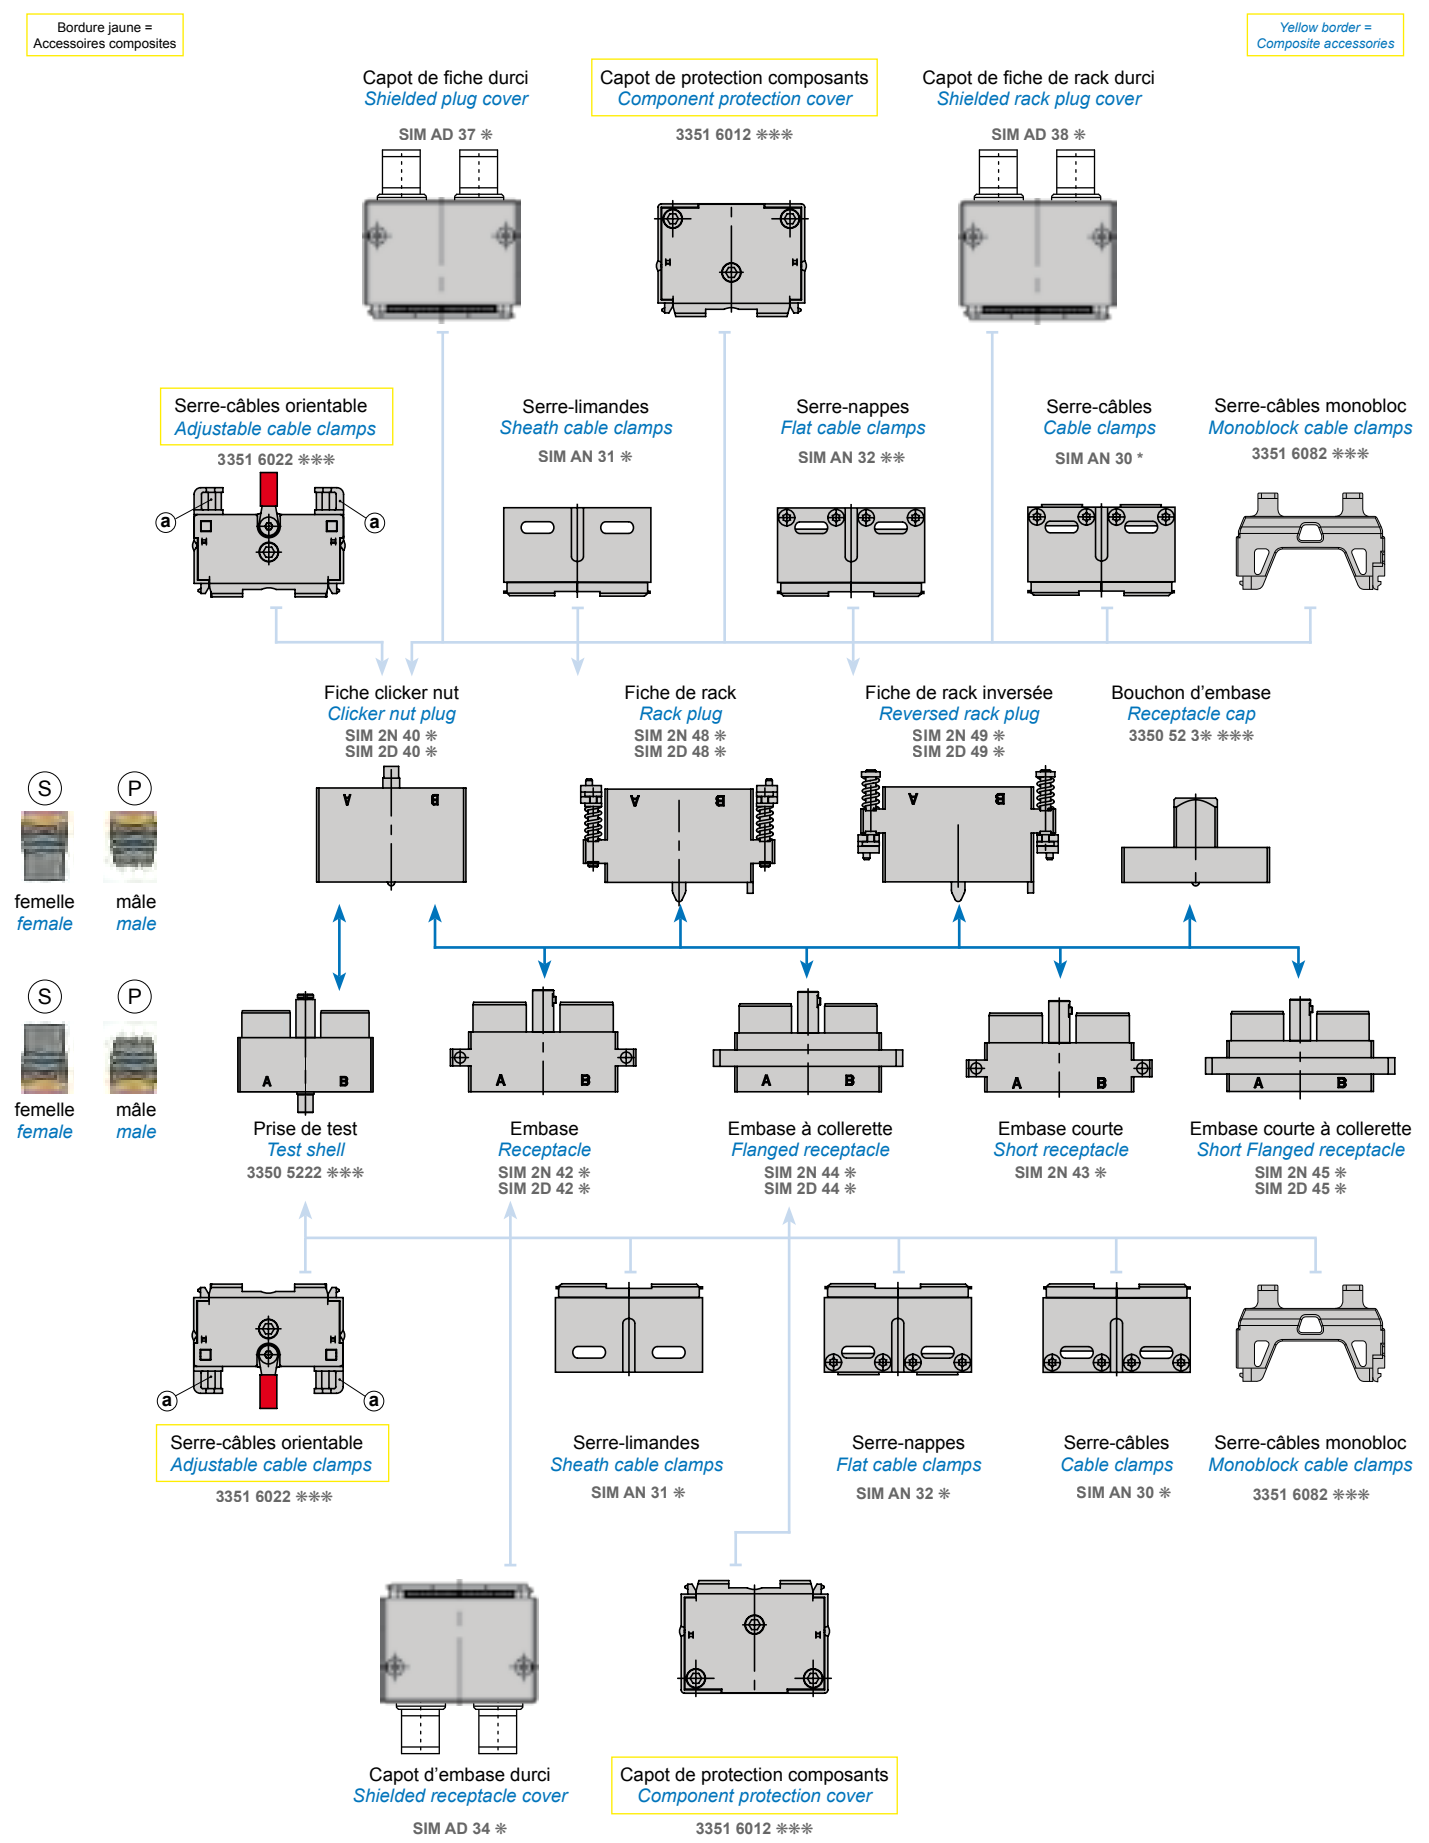 Bordure jaune =
Accessoires composites
Yellow border =
Composite accessories
Capot de fiche durci
Shielded plug cover
SIM AD 37 ✳
Capot de protection composants
Component protection cover
3351 6012 ✳✳✳
Capot de fiche de rack durci
Shielded rack plug cover
SIM AD 38 ✳
Serre-câbles orientable
Adjustable cable clamps
3351 6022 ✳✳✳
a
a
Serre-limandes
Sheath cable clamps
SIM AN 31 ✳
Serre-nappes
Flat cable clamps
SIM AN 32 ✳✳
Serre-câbles
Cable clamps
SIM AN 30 *
Serre-câbles monobloc
Monoblock cable clamps
3351 6082 ✳✳✳
Fiche clicker nut
Clicker nut plug
SIM 2N 40 ✳
SIM 2D 40 ✳
A B
Fiche de rack
Rack plug
SIM 2N 48 ✳
SIM 2D 48 ✳
A B
Fiche de rack inversée
Reversed rack plug
SIM 2N 49 ✳
SIM 2D 49 ✳
A B
Bouchon d'embase
Receptacle cap
3350 52 3✳ ✳✳✳
S
femelle
female
P
mâle
male
S
femelle
female
P
mâle
male
A B
Prise de test
Test shell
3350 5222 ✳✳✳
A B
Embase
Receptacle
SIM 2N 42 ✳
SIM 2D 42 ✳
A B
Embase à collerette
Flanged receptacle
SIM 2N 44 ✳
SIM 2D 44 ✳
A B
Embase courte
Short receptacle
SIM 2N 43 ✳
A B
Embase courte à collerette
Short Flanged receptacle
SIM 2N 45 ✳
SIM 2D 45 ✳
a
a
Serre-câbles orientable
Adjustable cable clamps
3351 6022 ✳✳✳
Serre-limandes
Sheath cable clamps
SIM AN 31 ✳
Serre-nappes
Flat cable clamps
SIM AN 32 ✳
Serre-câbles
Cable clamps
SIM AN 30 ✳
Serre-câbles monobloc
Monoblock cable clamps
3351 6082 ✳✳✳
Capot d'embase durci
Shielded receptacle cover
SIM AD 34 ✳
Capot de protection composants
Component protection cover
3351 6012 ✳✳✳